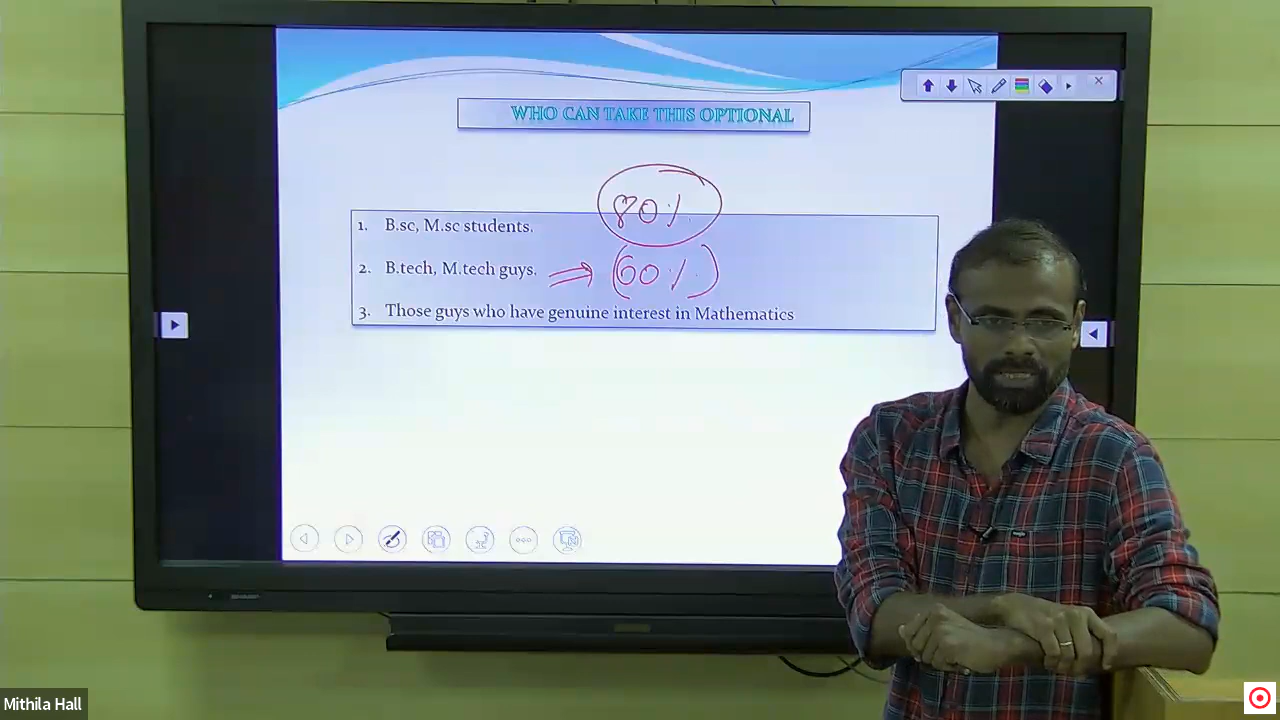 WHO CAN TAKE THIS OPTIONAL
80%
1. B.sc, M.sc students.
2. B.tech, M.tech guys. ⇒ (60%)
3. Those guys who have genuine interest in Mathematics
SHARP
Mithila Hall